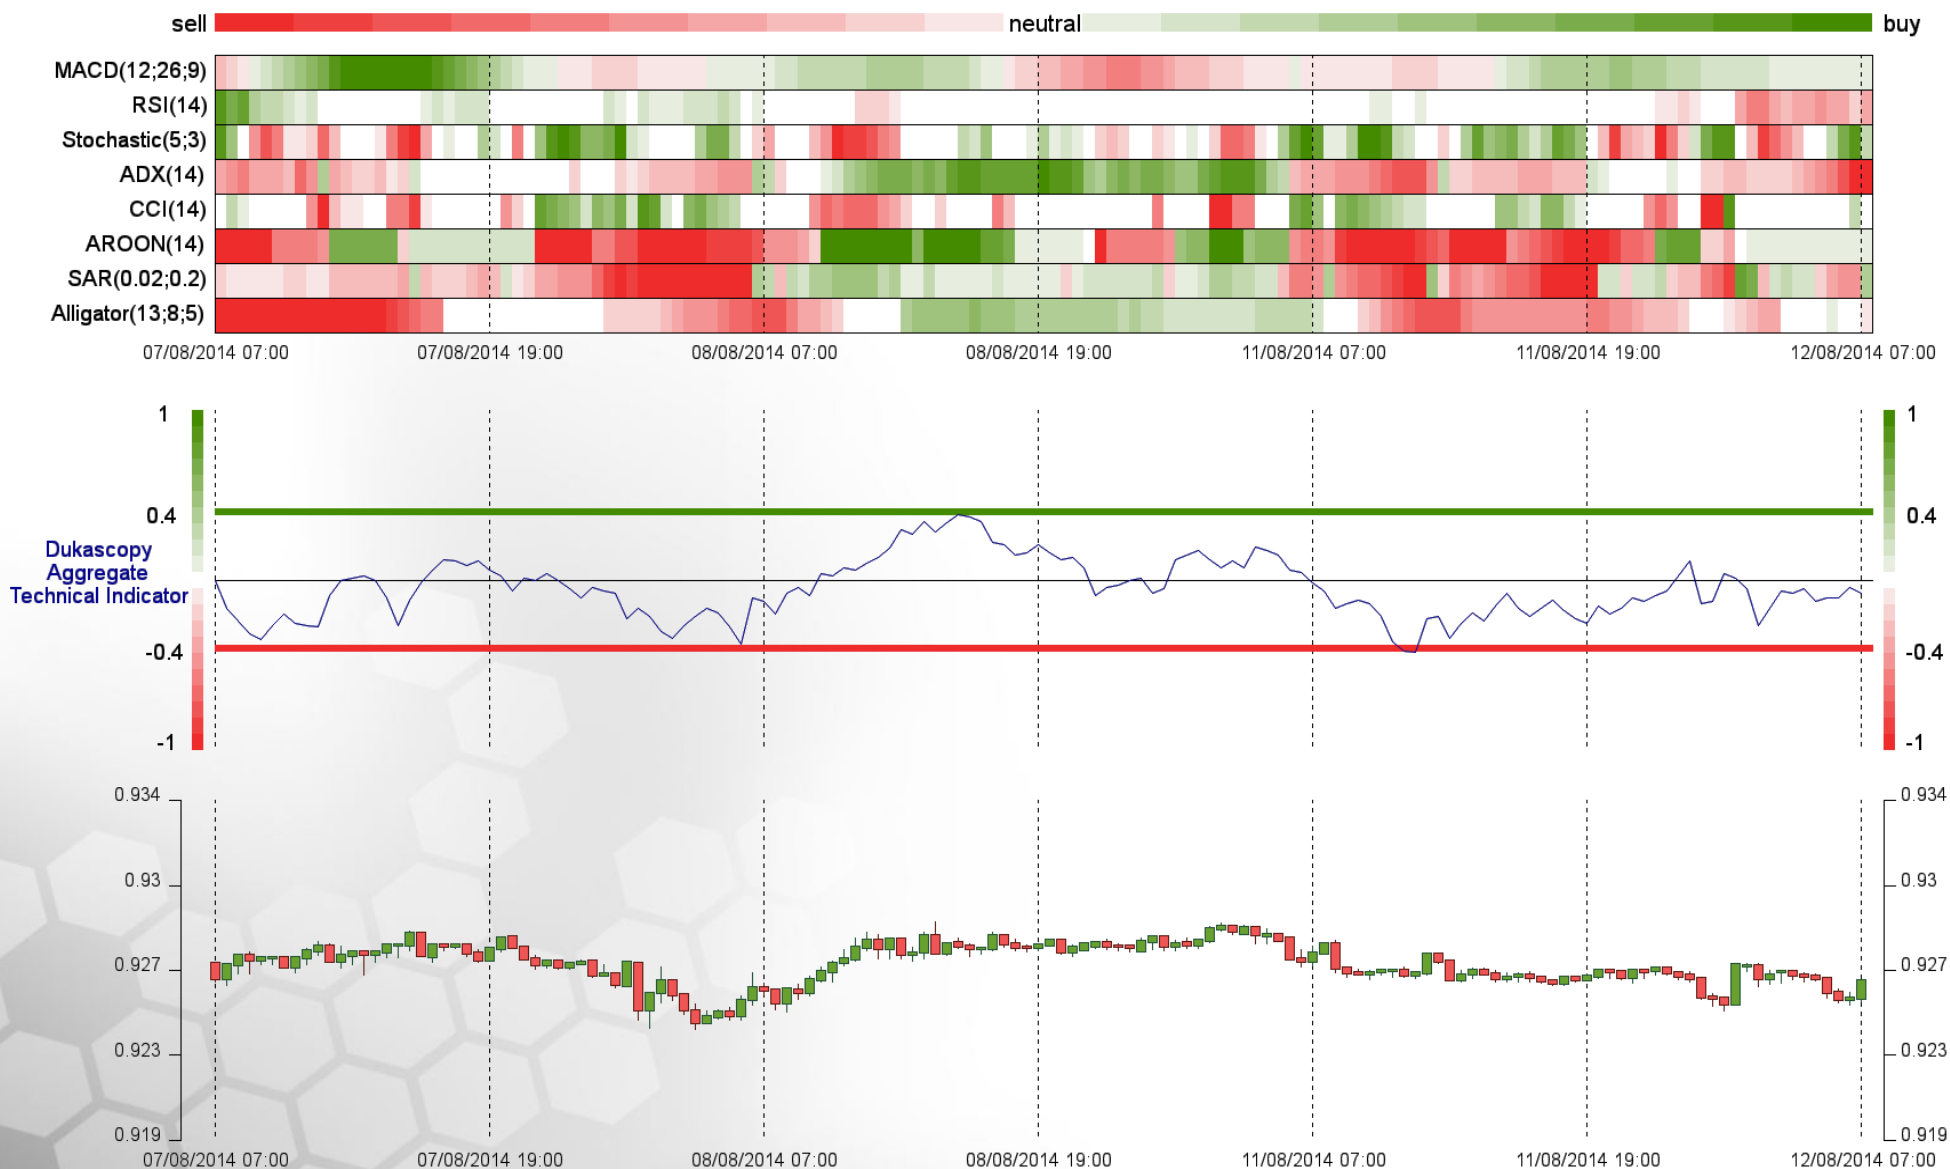 sell neutral buy
MACD(12;26;9)
RSI(14)
Stochastic(5;3)
ADX(14)
CCI(14)
AROON(14)
SAR(0.02;0.2)
Alligator(13;8;5)
07/08/2014 07:00 07/08/2014 19:00 08/08/2014 07:00 08/08/2014 19:00 11/08/2014 07:00 11/08/2014 19:00 12/08/2014 07:00
1 1
0.4 0.4
Dukascopy
Aggregate
Technical Indicator
-0.4 -0.4
-1 -1
0.934 0.934
0.93 0.93
0.927 0.927
0.923 0.923
0.919 0.919
07/08/2014 07:00 07/08/2014 19:00 08/08/2014 07:00 08/08/2014 19:00 11/08/2014 07:00 11/08/2014 19:00 12/08/2014 07:00